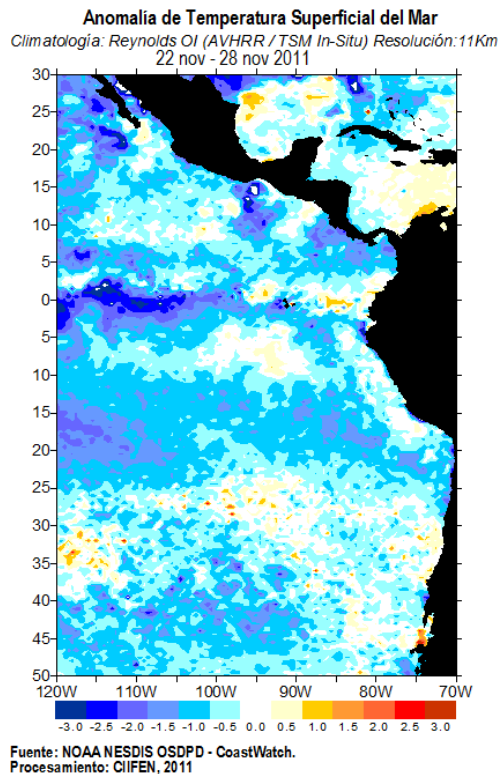 Anomalia de Temperatura Superficial del Mar
Climatología: Reynolds OI (AVHRR / TSM In-Situ) Resolución:11Km
22 nov - 28 nov 2011
30
25
20
15
10
5
0
5
10
15
20
25
30
35
40
45
50
120W 110W 100W 90W 80W 70W
-3.0 -2.5 -2.0 -1.5 -1.0 -0.5 0.0 0.5 1.0 1.5 2.0 2.5 3.0
Fuente: NOAA NESDIS OSDPD - CoastWatch.
Procesamiento: CIIFEN, 2011